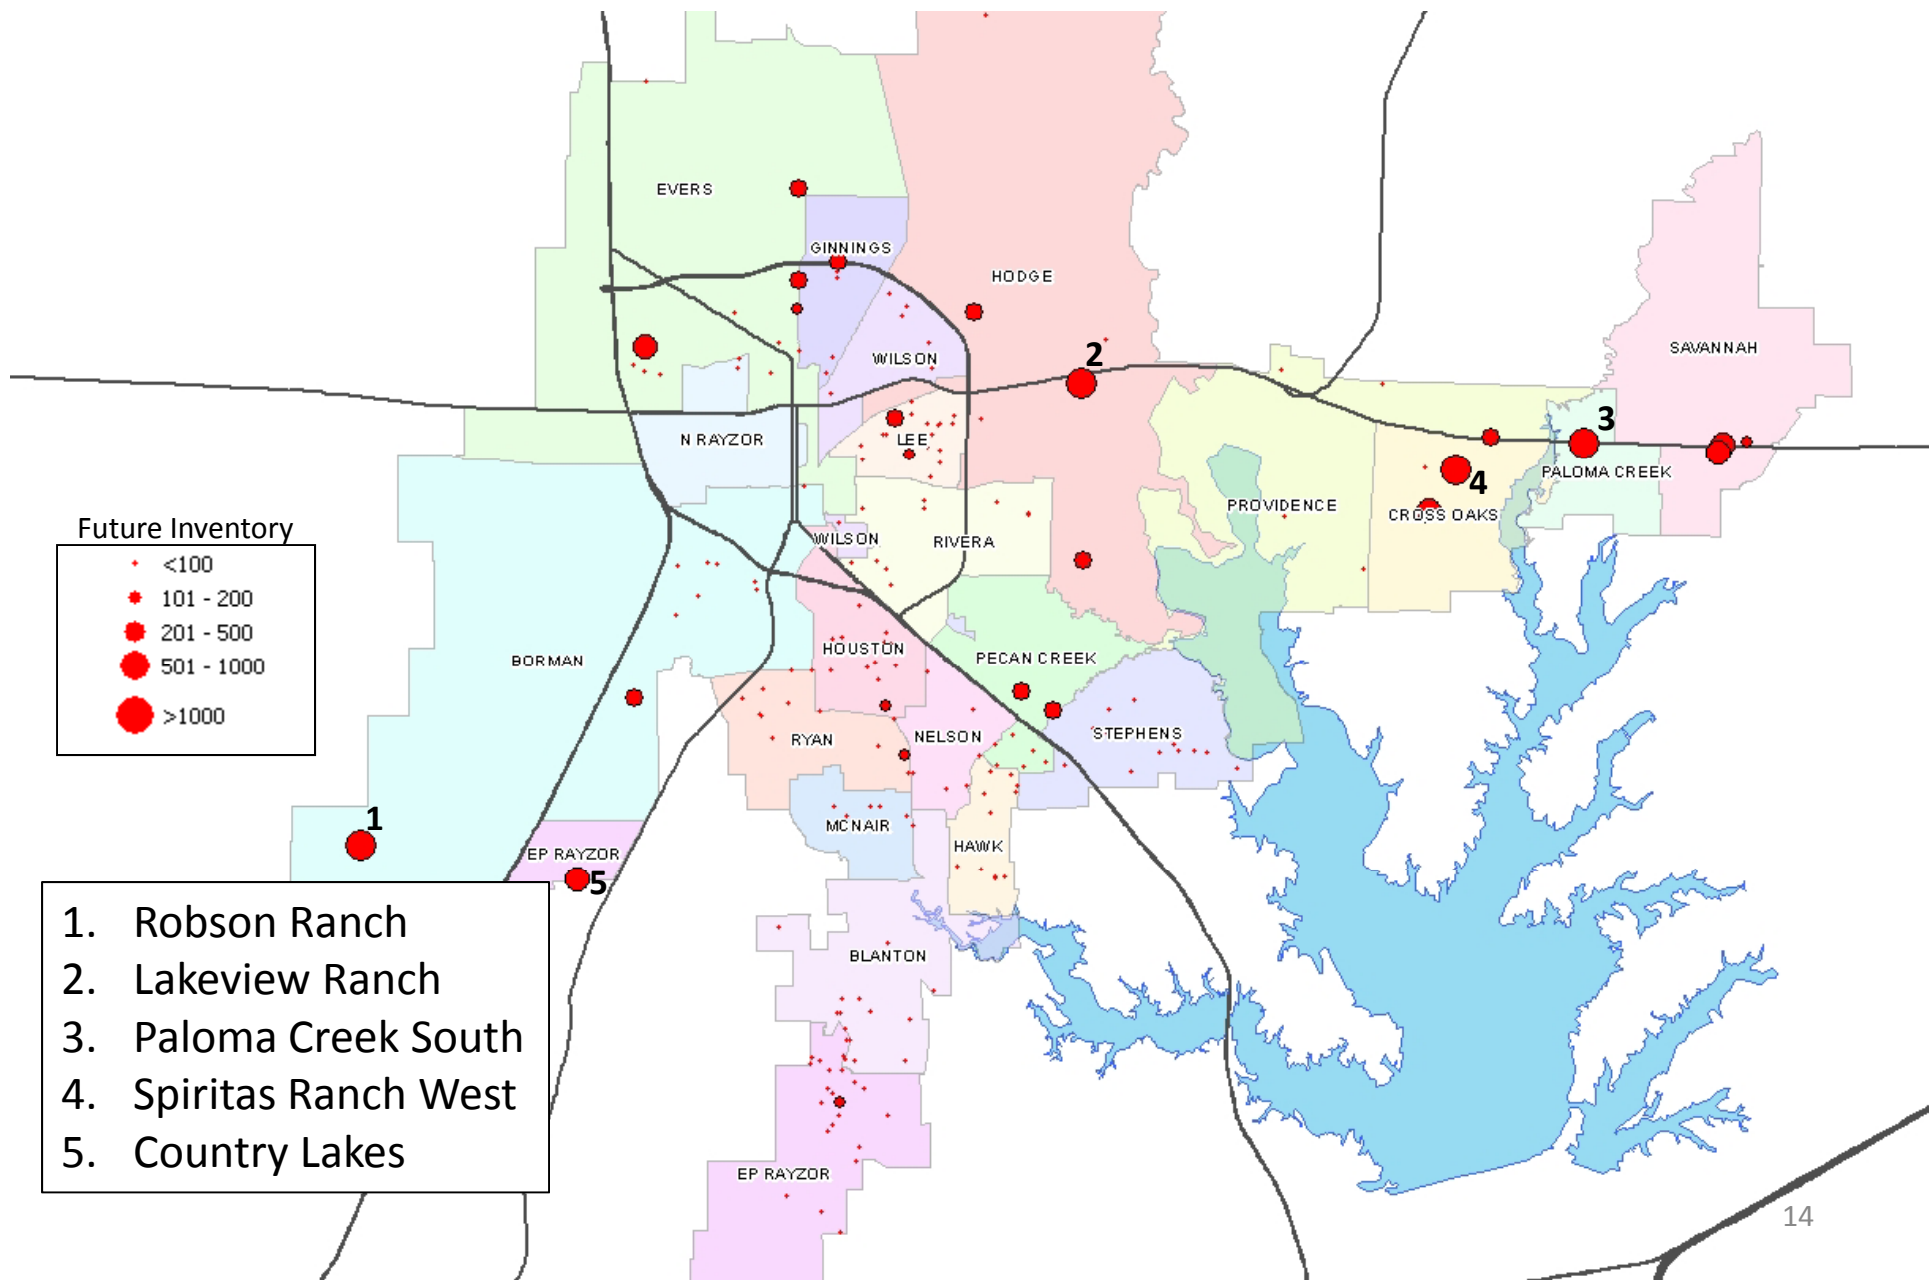 EVERS
GINNINGS
HODGE
WILSON
2
SAVANNAH
3
N RAYZOR
LEE
PALOMA CREEK
4
PROVIDENCE
CROSS OAKS
WILSON
RIVERA
Future Inventory
<100
101 - 200
201 - 500
501 - 1000
>1000
BORMAN
HOUSTON
PECAN CREEK
RYAN
NELSON
STEPHENS
1
MCNAIR
HAWK
EP RAYZOR
5
1. Robson Ranch
2. Lakeview Ranch
3. Paloma Creek South
4. Spiritas Ranch West
5. Country Lakes
BLANTON
EP RAYZOR
14